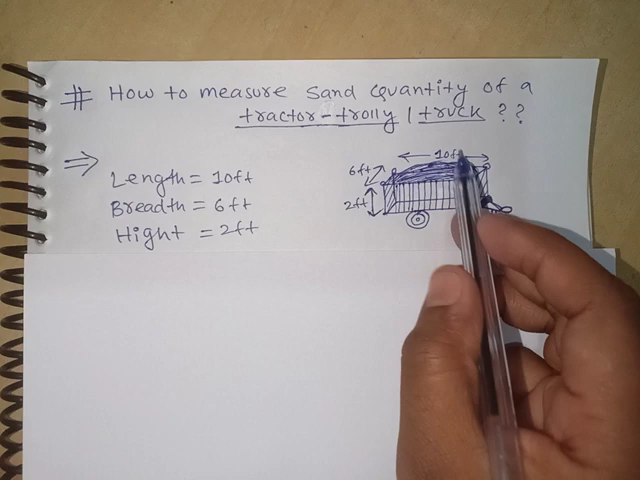 # How to measure Sand Quantity of a
tractor-trolly / truck ??
⇒
Length = 10ft
Breadth = 6ft
Hight = 2ft
10ft
6ft
2ft